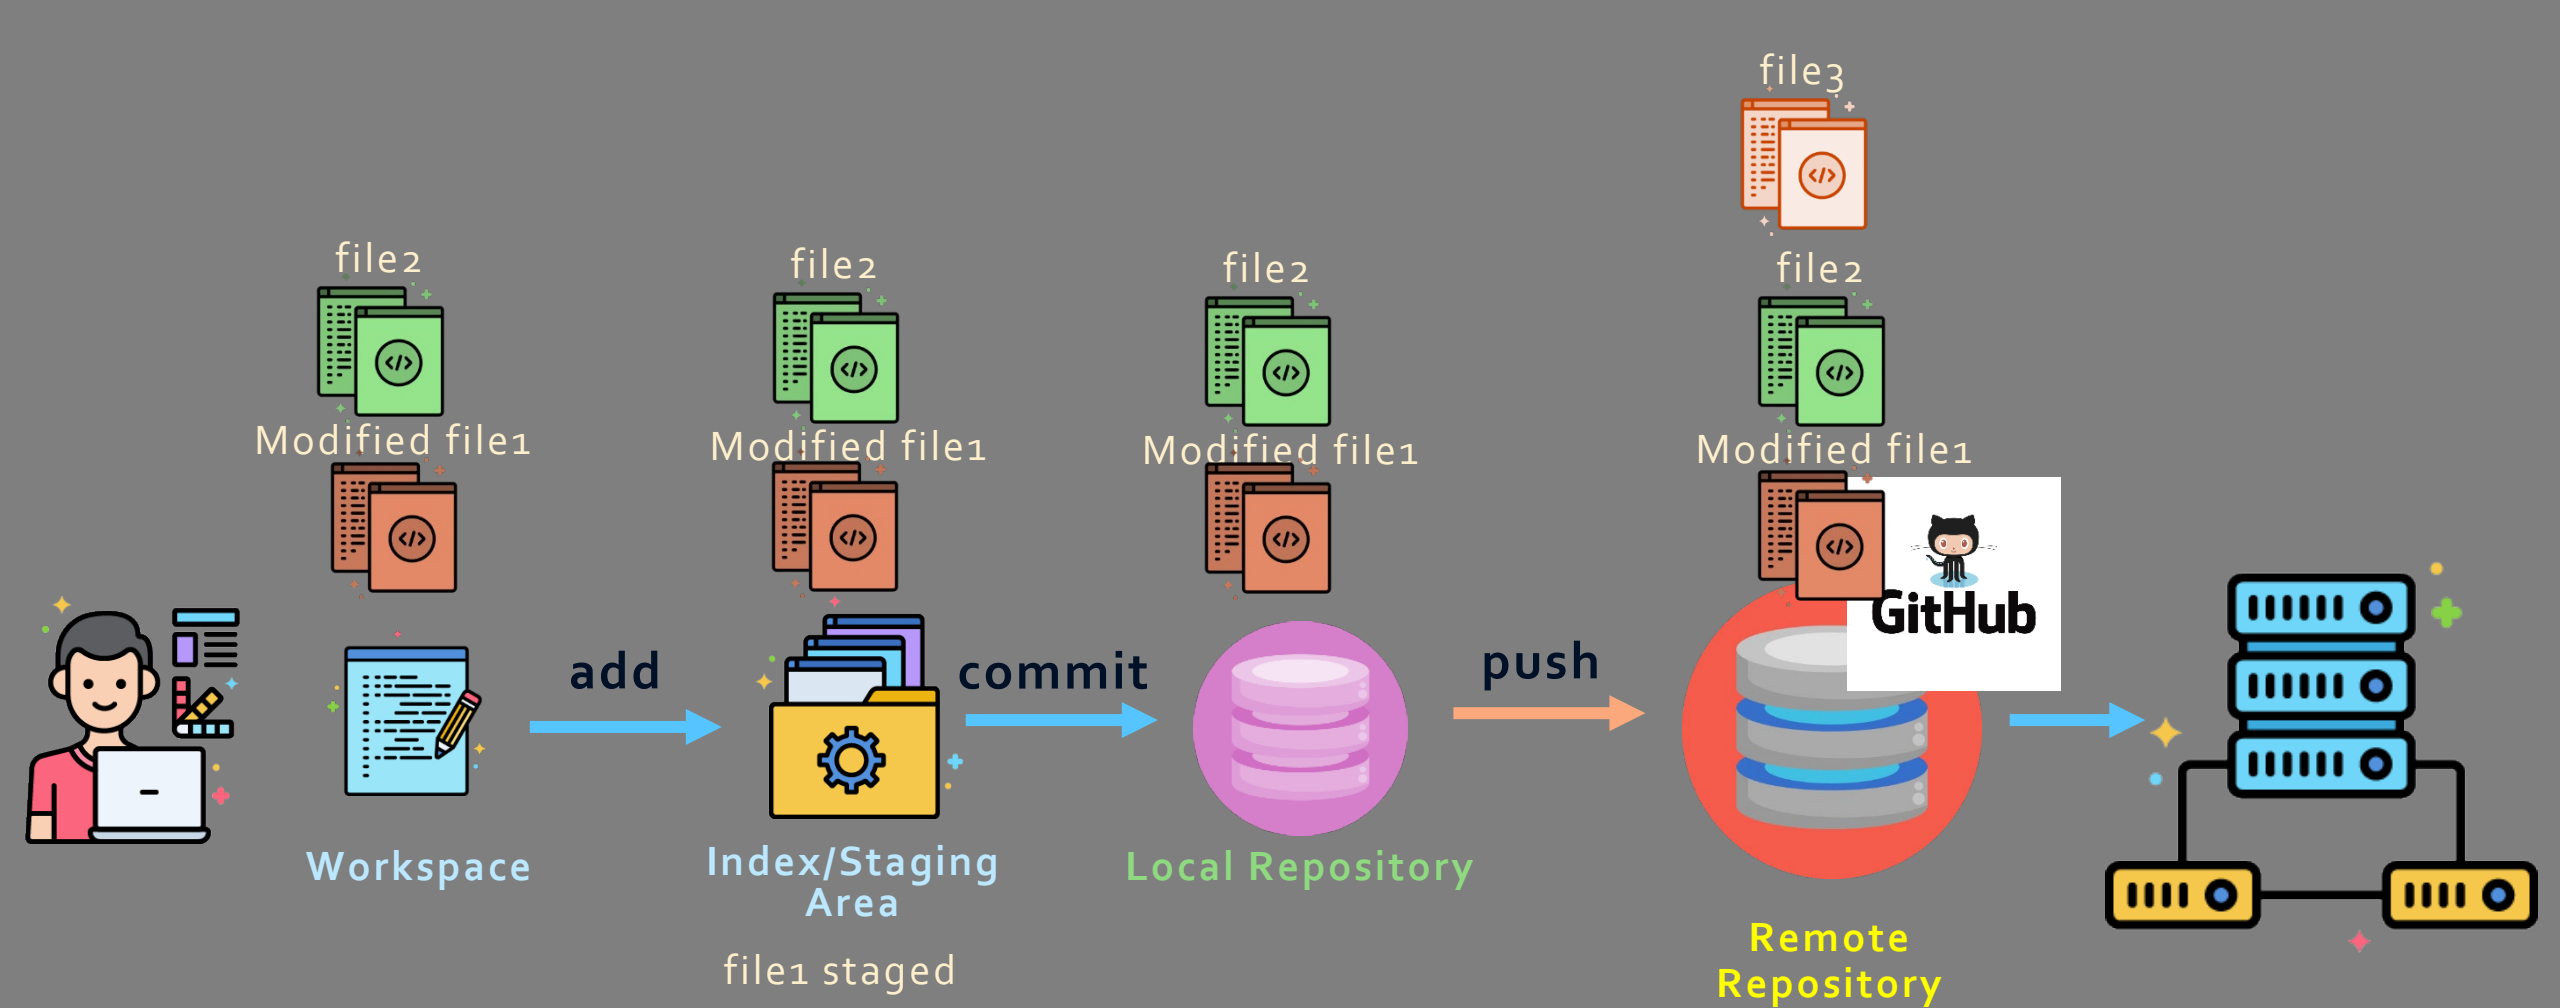 file3
file2
file2
file2
file2
Modified file1
Modified file1
Modified file1
Modified file1
GitHub
add
commit
push
Workspace
Index/Staging
Area
Local Repository
Remote
Repository
file1 staged